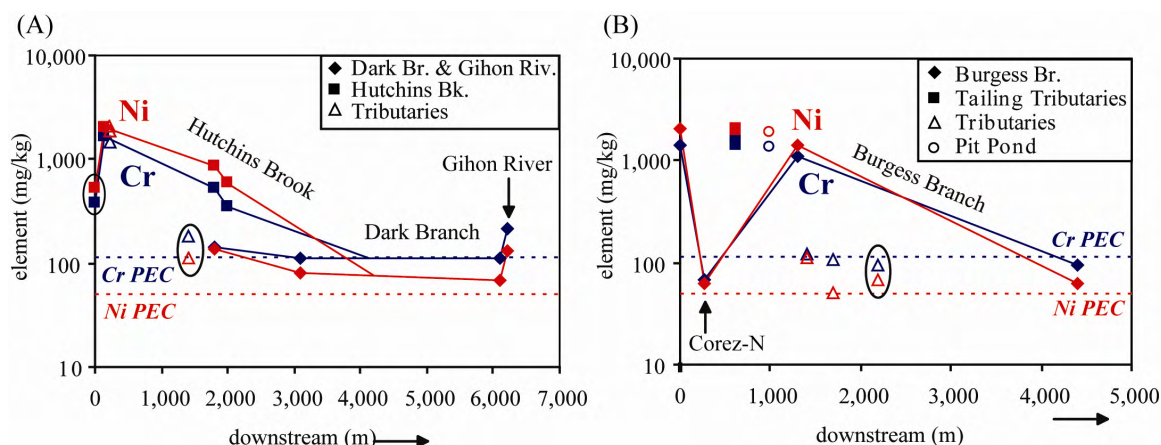 (A)
10,000
1,000
100
10
element (mg/kg)
Dark Br. & Gihon Riv.
Hutchins Bk.
Tributaries
Ni
Cr
Hutchins Brook
Gihon River
Dark Branch
Cr PEC
Ni PEC
0 1,000 2,000 3,000 4,000 5,000 6,000 7,000
downstream (m)
(B)
10,000
1,000
100
10
element (mg/kg)
Burgess Br.
Tailing Tributaries
Tributaries
Pit Pond
Ni
Cr
Burgess Branch
Cr PEC
Ni PEC
Corez-N
0 1,000 2,000 3,000 4,000 5,000
downstream (m)